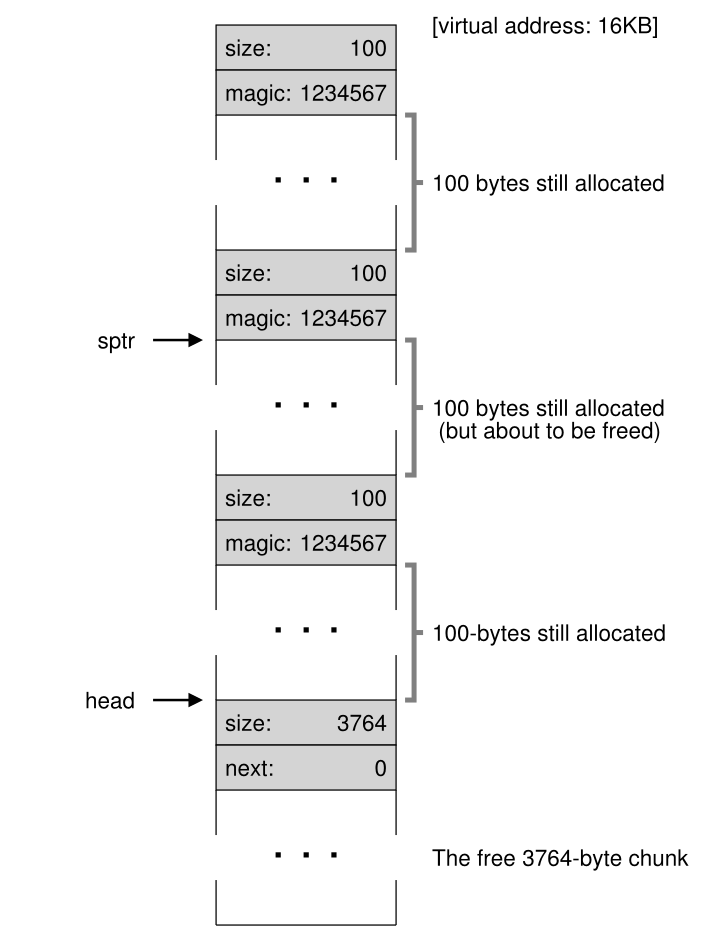 [virtual address: 16KB]
size: 100
magic: 1234567
. . .
100 bytes still allocated
size: 100
magic: 1234567
sptr
. . .
100 bytes still allocated
(but about to be freed)
size: 100
magic: 1234567
. . .
100-bytes still allocated
head
size: 3764
next: 0
. . .
The free 3764-byte chunk